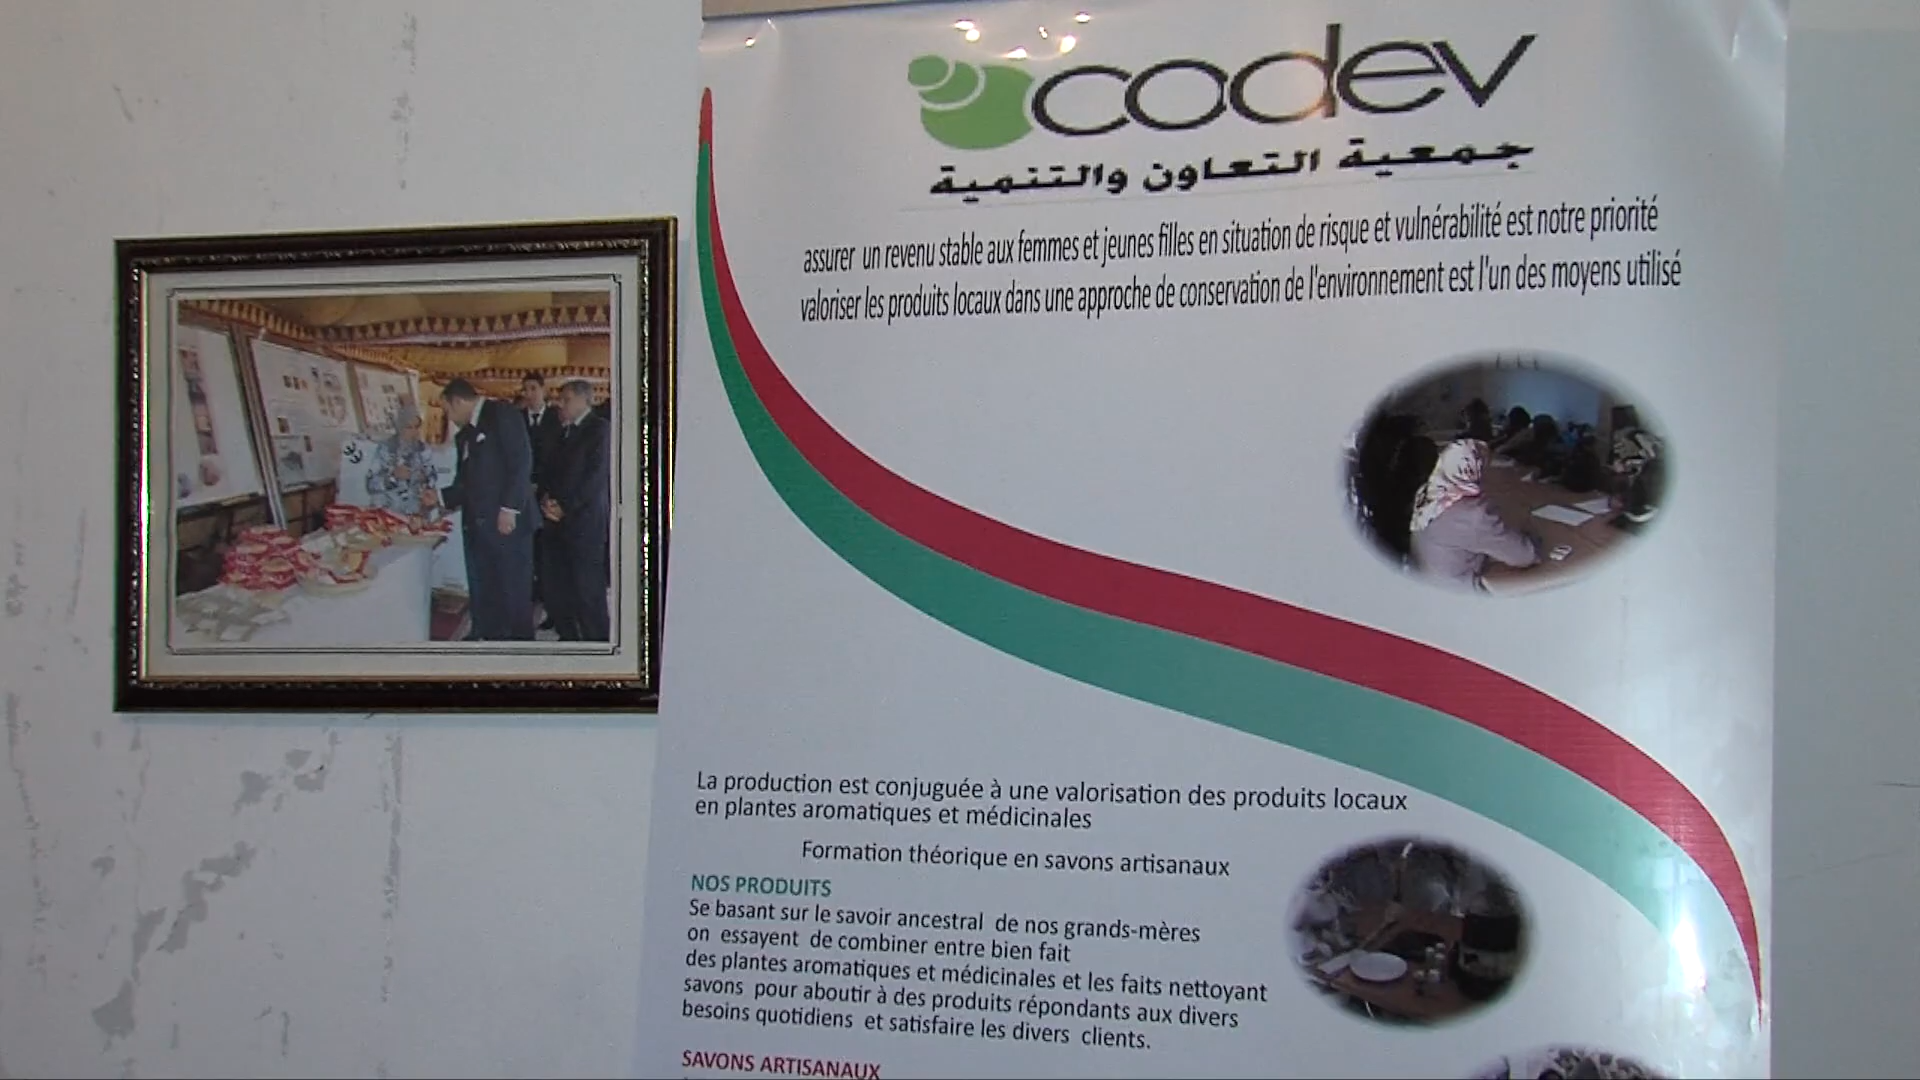 codev
جمعية التعاون والتنمية
assurer un revenu stable aux femmes et jeunes filles en situation de risque et vulnérabilité est notre priorité
valoriser les produits locaux dans une approche de conservation de l'environnement est l'un des moyens utilisé
La production est conjuguée à une valorisation des produits locaux
en plantes aromatiques et médicinales
Formation théorique en savons artisanaux
NOS PRODUITS
Se basant sur le savoir ancestral de nos grands-mères
on essayent de combiner entre bien fait
des plantes aromatiques et médicinales et les faits nettoyant
savons pour aboutir à des produits répondants aux divers
besoins quotidiens et satisfaire les divers clients.
SAVONS ARTISANAUX